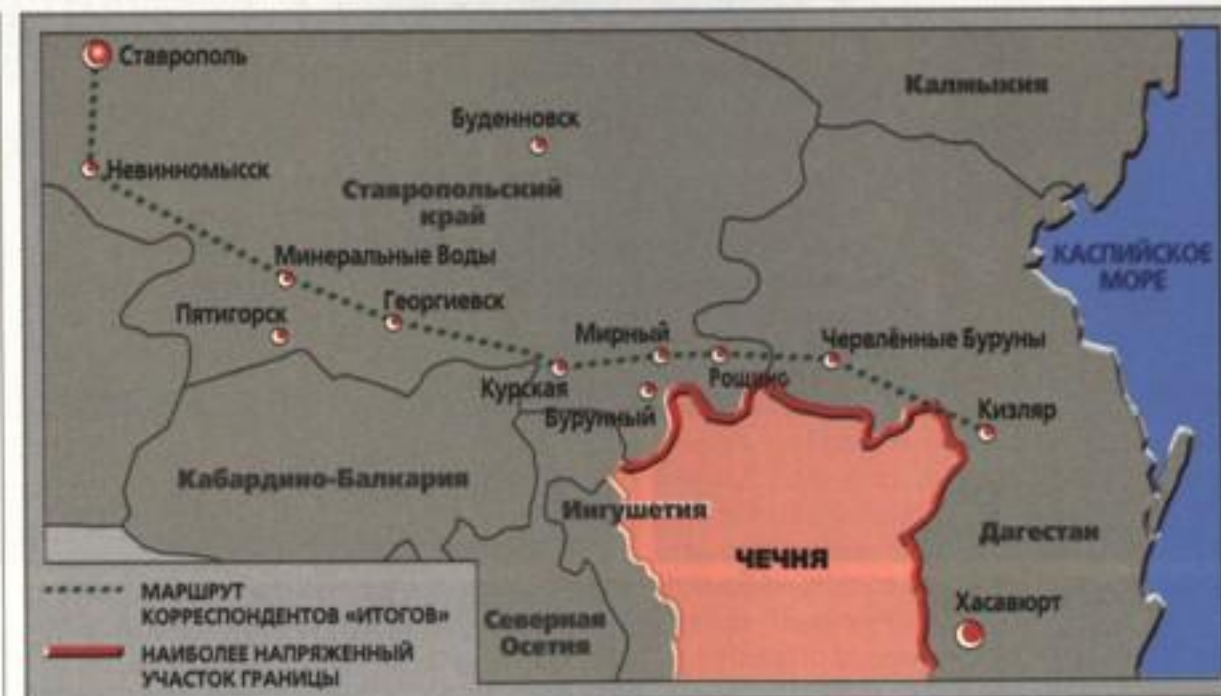 Ставрополь
Калмыкия
Буденновск
Невинномысск
Ставропольский
край
КАСПИЙСКОЕ
МОРЕ
Минеральные Воды
Пятигорск
Георгиевск
Мирный
Червлённые Буруны
Курская
Рощино
Бурунный
Кизляр
Кабардино-Балкария
Ингушетия
ЧЕЧНЯ
Дагестан
Хасавюрт
Северная
Осетия
МАРШРУТ
КОРРЕСПОНДЕНТОВ «ИТОГОВ»
НАИБОЛЕЕ НАПРЯЖЕННЫЙ
УЧАСТОК ГРАНИЦЫ